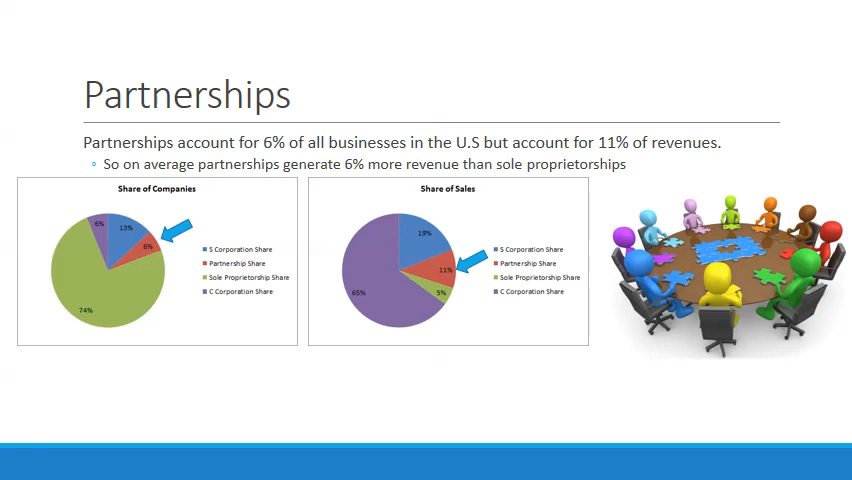 Partnerships
Partnerships account for 6% of all businesses in the U.S but account for 11% of revenues.
So on average partnerships generate 6% more revenue than sole proprietorships
Share of Companies
6%
13%
6%
74%
S Corporation Share
Partnership Share
Sole Proprietorship Share
C Corporation Share
Share of Sales
19%
11%
5%
65%
S Corporation Share
Partnership Share
Sole Proprietorship Share
C Corporation Share